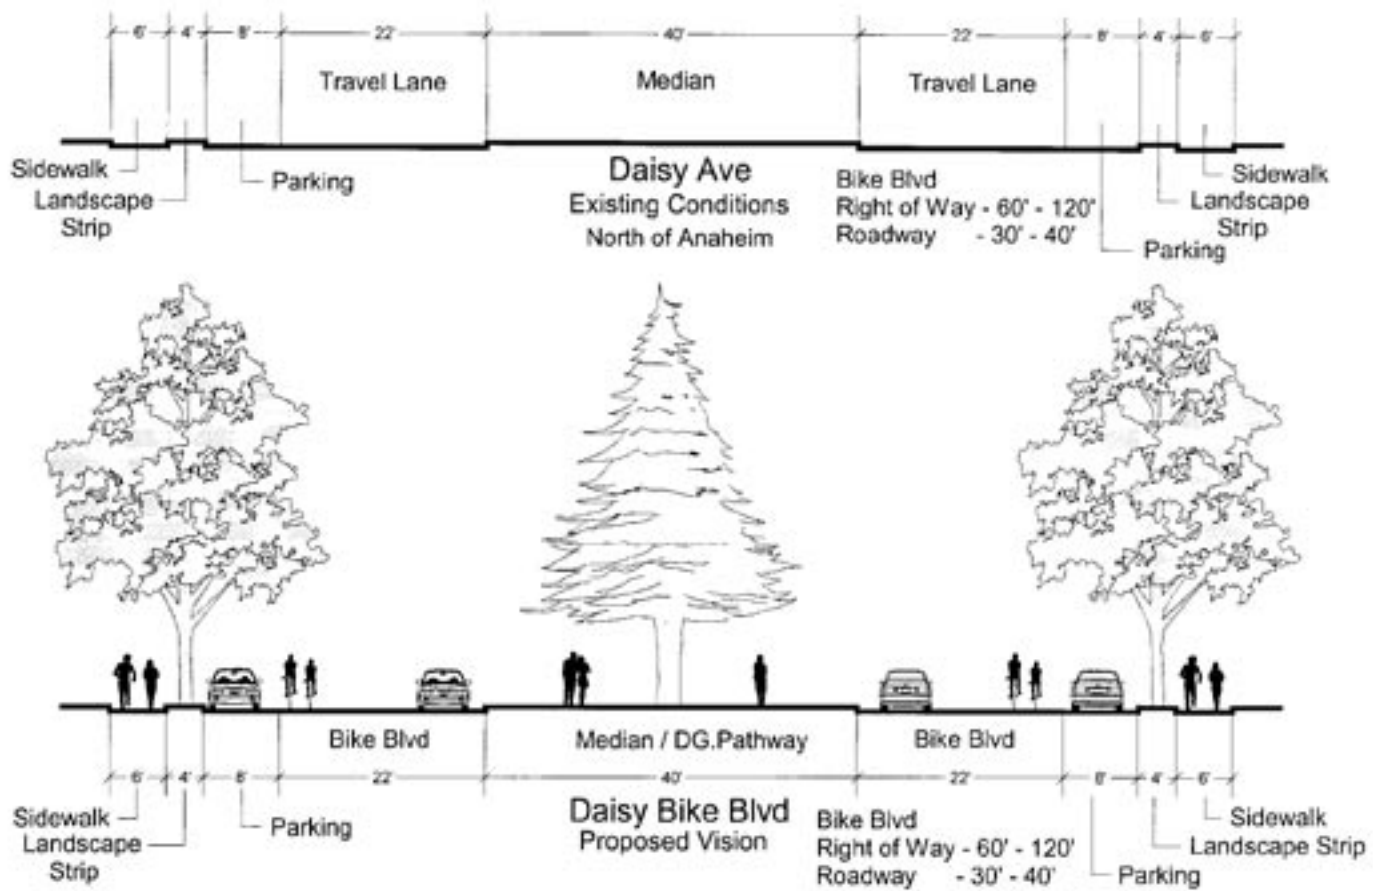 6' 4' 8' 22' 40' 22' 8' 4' 6'
Travel Lane Median Travel Lane
Sidewalk
Landscape
Strip
Parking
Daisy Ave
Existing Conditions
North of Anaheim
Bike Blvd
Right of Way - 60' - 120'
Roadway - 30' - 40'
Sidewalk
Landscape
Strip
Parking
Bike Blvd Median / DG.Pathway Bike Blvd
6' 4' 8' 22' 40' 22' 8' 4' 6'
Sidewalk
Landscape
Strip
Parking
Daisy Bike Blvd
Proposed Vision
Bike Blvd
Right of Way - 60' - 120'
Roadway - 30' - 40'
Sidewalk
Landscape Strip
Parking